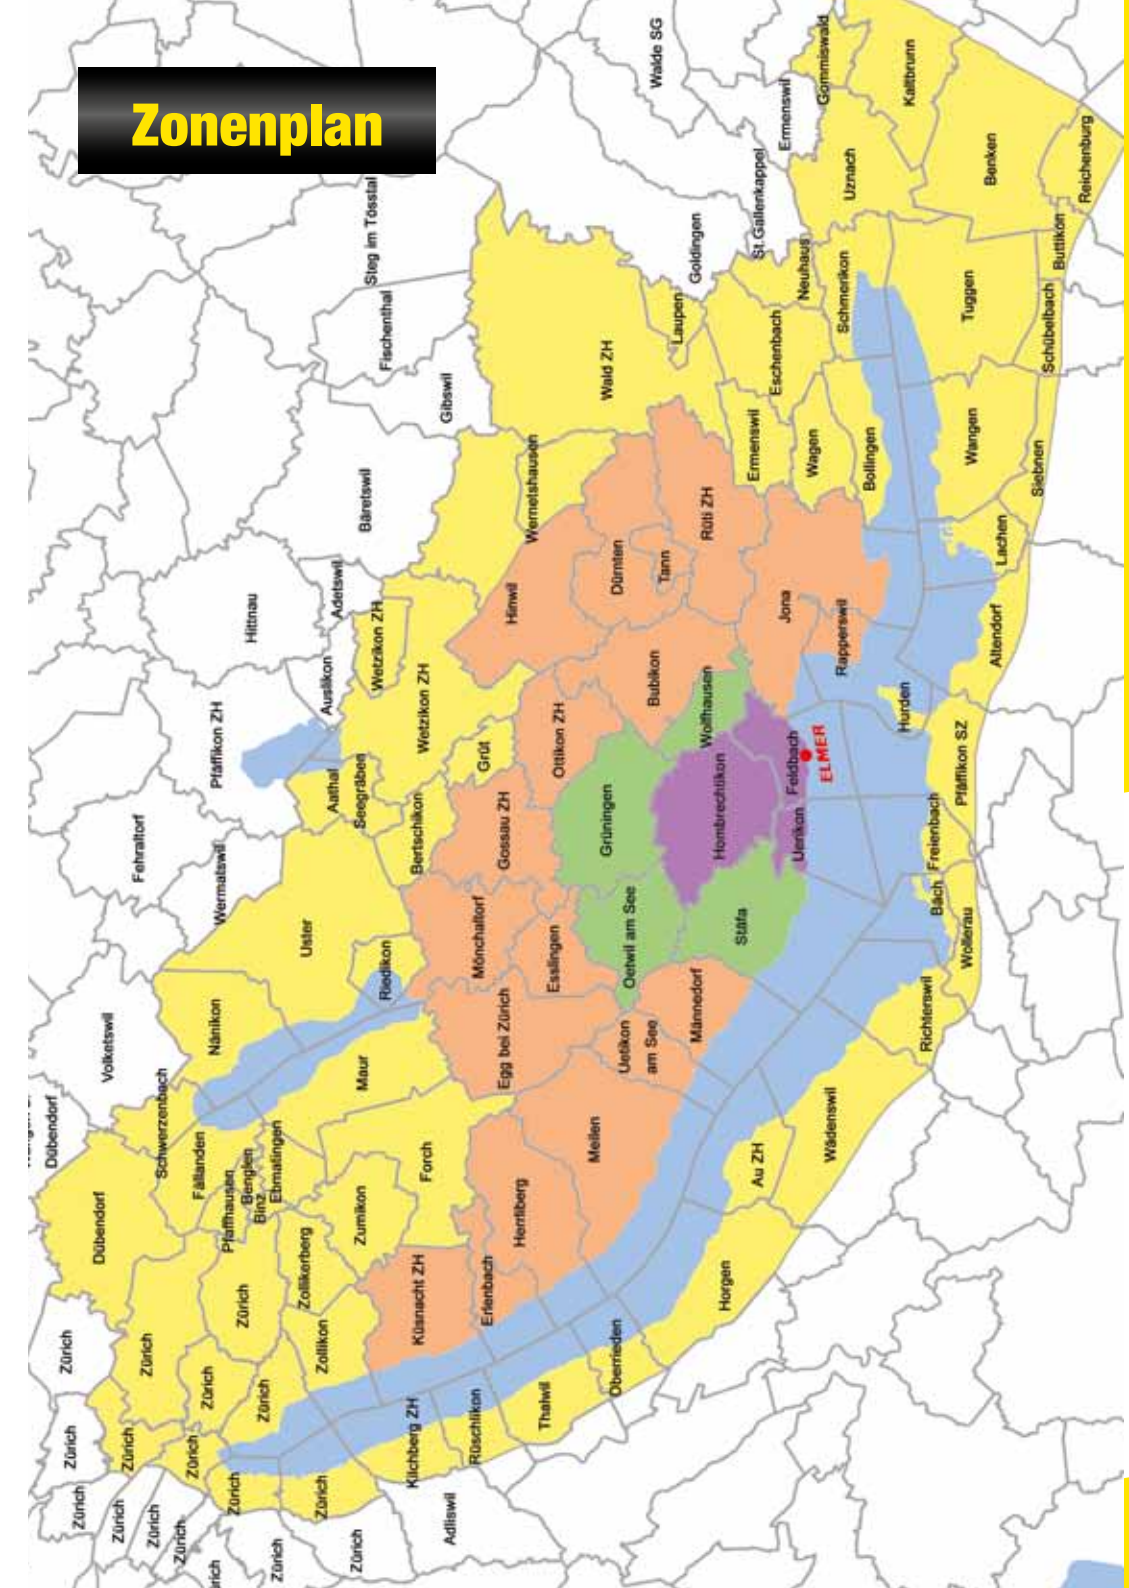 Zonenplan
Walde SG
Gommiswald
Kaltbrunn
Ermenswil
Uznach
Benken
Reichenburg
St. Gallenkappel
Goldingen
Steg im Tösstal
Fischenthal
Gibswil
Neuhaus
Schmerikon
Buttikon
Tuggen
Schübelbach
Laupen
Eschenbach
Wald ZH
Ermenswil
Wagen
Bollingen
Wangen
Siebnen
Wernetshausen
Bäretswil
Lachen
Rüti ZH
Tann
Dürnten
Hinwil
Adetswil
Hittnau
Jona
Rapperswil
Altendorf
Wetzikon ZH
Auslikon
Bubikon
Wolfhausen
Hurden
Wetzikon ZH
Pfäffikon ZH
Ottikon ZH
Grüt
Feldbach
ELMER
Pfäffikon SZ
Aathal
Seegräben
Hombrechtikon
Grüningen
Gossau ZH
Bertschikon
Uerikon
Freienbach
Fehraltorf
Wermatswil
Bäch
Wollerau
Stäfa
Oetwil am See
Esslingen
Mönchaltorf
Uster
Riedikon
Männedorf
Uetikon
am See
Egg bei Zürich
Richterswil
Nänikon
Volketswil
Maur
Meilen
Wädenswil
Au ZH
Schwerzenbach
Dübendorf
Fällanden
Benglen
Pfaffhausen
Binz
Ebmatingen
Forch
Zumikon
Herrliberg
Dübendorf
Zollikerberg
Küsnacht ZH
Erlenbach
Horgen
Zürich
Zollikon
Zürich
Zürich
Zürich
Zürich
Oberrieden
Thalwil
Rüschlikon
Kilchberg ZH
Zürich
Zürich
Zürich
Zürich
Zürich
Adliswil
Zürich
Zürich
Zürich
Zürich
Zürich
Zürich